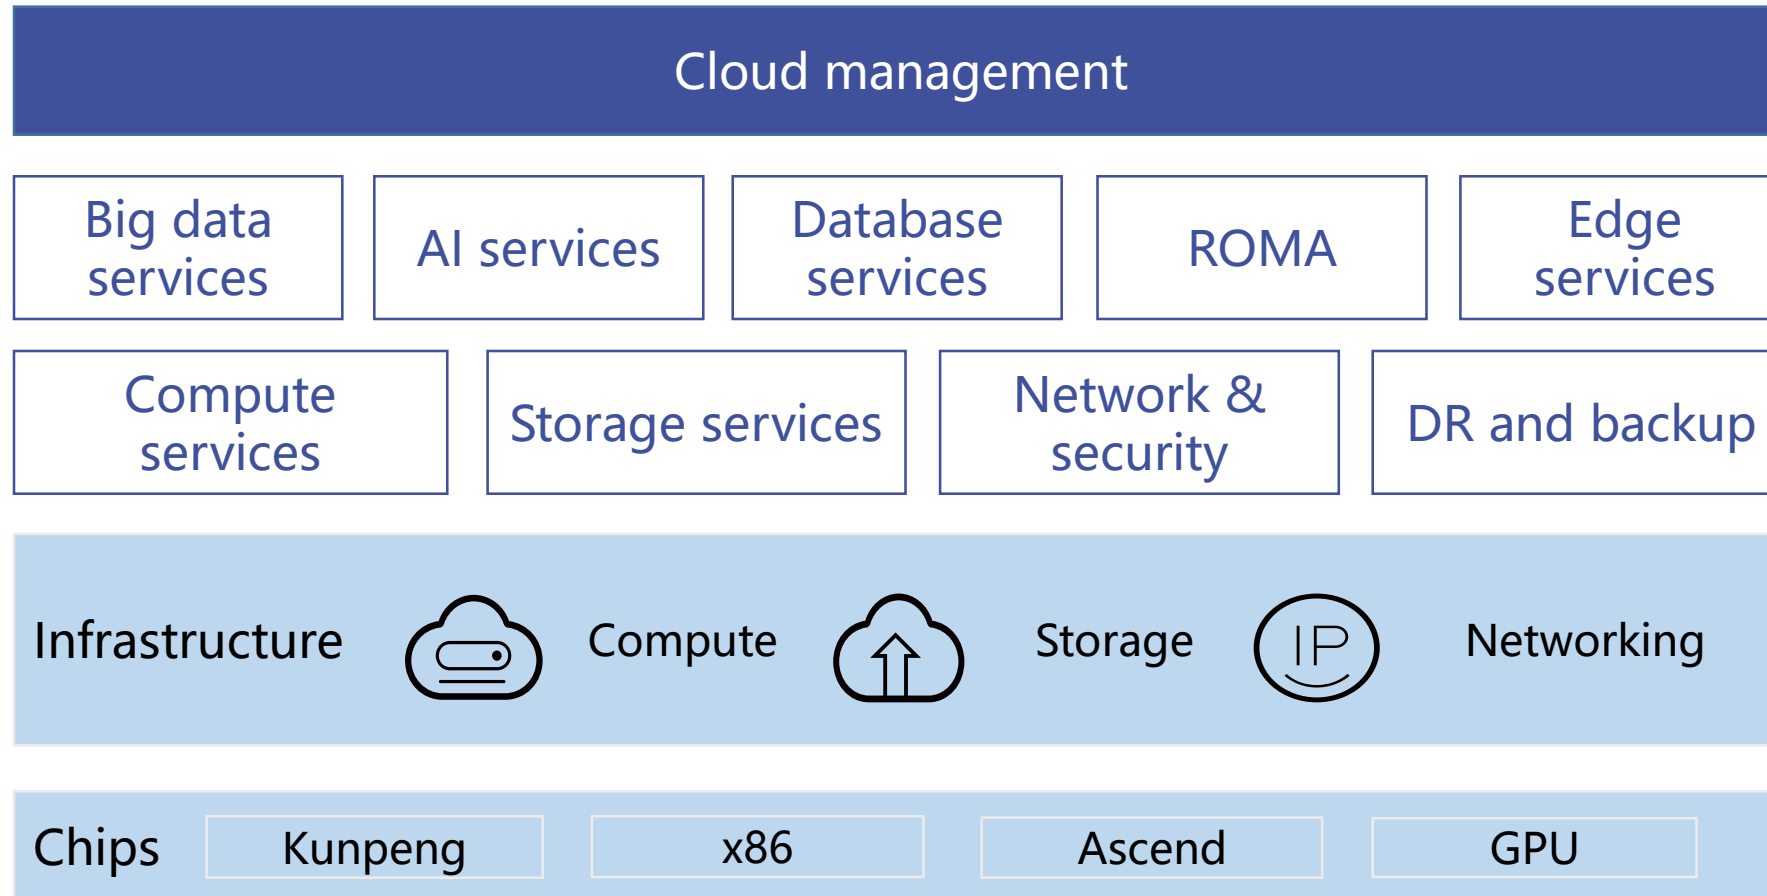 Cloud management
Big data
services
AI services
Database
services
ROMA
Edge
services
Compute
services
Storage services
Network &
security
DR and backup
Infrastructure
Compute
Storage
IP
Networking
Chips
Kunpeng
x86
Ascend
GPU